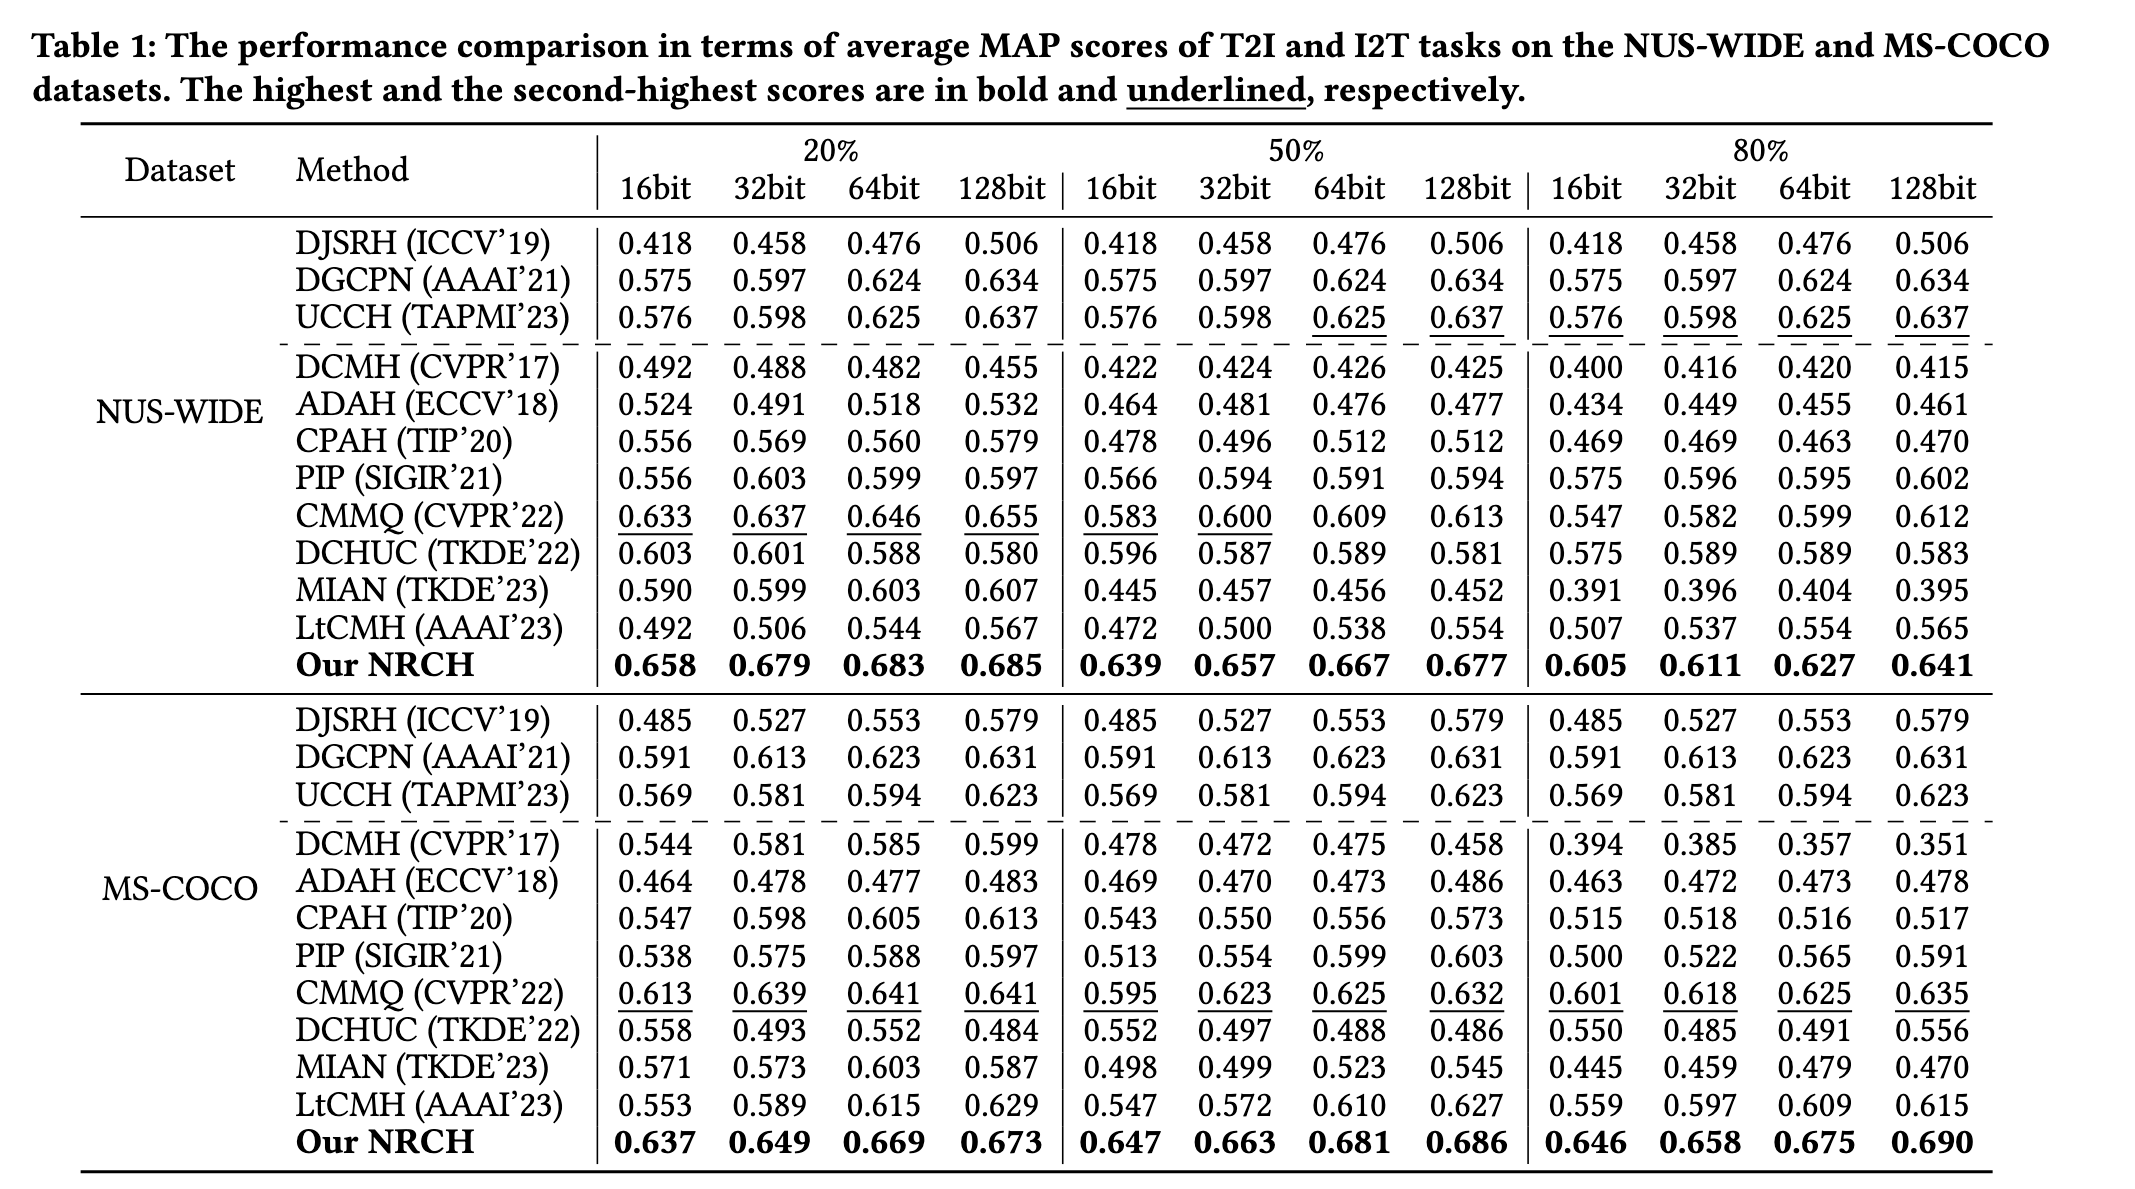 Table 1: The performance comparison in terms of average MAP scores of T2I and I2T tasks on the NUS-WIDE and MS-COCO
datasets. The highest and the second-highest scores are in bold and underlined, respectively.
Dataset Method 20% 50% 80%
16bit 32bit 64bit 128bit 16bit 32bit 64bit 128bit 16bit 32bit 64bit 128bit
DJSRH (ICCV’19) 0.418 0.458 0.476 0.506 0.418 0.458 0.476 0.506 0.418 0.458 0.476 0.506
DGCPN (AAAI’21) 0.575 0.597 0.624 0.634 0.575 0.597 0.624 0.634 0.575 0.597 0.624 0.634
UCCH (TAPMI’23) 0.576 0.598 0.625 0.637 0.576 0.598 0.625 0.637 0.576 0.598 0.625 0.637
DCMH (CVPR’17) 0.492 0.488 0.482 0.455 0.422 0.424 0.426 0.425 0.400 0.416 0.420 0.415
NUS-WIDE ADAH (ECCV’18) 0.524 0.491 0.518 0.532 0.464 0.481 0.476 0.477 0.434 0.449 0.455 0.461
CPAH (TIP’20) 0.556 0.569 0.560 0.579 0.478 0.496 0.512 0.512 0.469 0.469 0.463 0.470
PIP (SIGIR’21) 0.556 0.603 0.599 0.597 0.566 0.594 0.591 0.594 0.575 0.596 0.595 0.602
CMMQ (CVPR’22) 0.633 0.637 0.646 0.655 0.583 0.600 0.609 0.613 0.547 0.582 0.599 0.612
DCHUC (TKDE’22) 0.603 0.601 0.588 0.580 0.596 0.587 0.589 0.581 0.575 0.589 0.589 0.583
MIAN (TKDE’23) 0.590 0.599 0.603 0.607 0.445 0.457 0.456 0.452 0.391 0.396 0.404 0.395
LtCMH (AAAI’23) 0.492 0.506 0.544 0.567 0.472 0.500 0.538 0.554 0.507 0.537 0.554 0.565
Our NRCH 0.658 0.679 0.683 0.685 0.639 0.657 0.667 0.677 0.605 0.611 0.627 0.641
DJSRH (ICCV’19) 0.485 0.527 0.553 0.579 0.485 0.527 0.553 0.579 0.485 0.527 0.553 0.579
DGCPN (AAAI’21) 0.591 0.613 0.623 0.631 0.591 0.613 0.623 0.631 0.591 0.613 0.623 0.631
UCCH (TAPMI’23) 0.569 0.581 0.594 0.623 0.569 0.581 0.594 0.623 0.569 0.581 0.594 0.623
DCMH (CVPR’17) 0.544 0.581 0.585 0.599 0.478 0.472 0.475 0.458 0.394 0.385 0.357 0.351
MS-COCO ADAH (ECCV’18) 0.464 0.478 0.477 0.483 0.469 0.470 0.473 0.486 0.463 0.472 0.473 0.478
CPAH (TIP’20) 0.547 0.598 0.605 0.613 0.543 0.550 0.556 0.573 0.515 0.518 0.516 0.517
PIP (SIGIR’21) 0.538 0.575 0.588 0.597 0.513 0.554 0.599 0.603 0.500 0.522 0.565 0.591
CMMQ (CVPR’22) 0.613 0.639 0.641 0.641 0.595 0.623 0.625 0.632 0.601 0.618 0.625 0.635
DCHUC (TKDE’22) 0.558 0.493 0.552 0.484 0.552 0.497 0.488 0.486 0.550 0.485 0.491 0.556
MIAN (TKDE’23) 0.571 0.573 0.603 0.587 0.498 0.499 0.523 0.545 0.445 0.459 0.479 0.470
LtCMH (AAAI’23) 0.553 0.589 0.615 0.629 0.547 0.572 0.610 0.627 0.559 0.597 0.609 0.615
Our NRCH 0.637 0.649 0.669 0.673 0.647 0.663 0.681 0.686 0.646 0.658 0.675 0.690